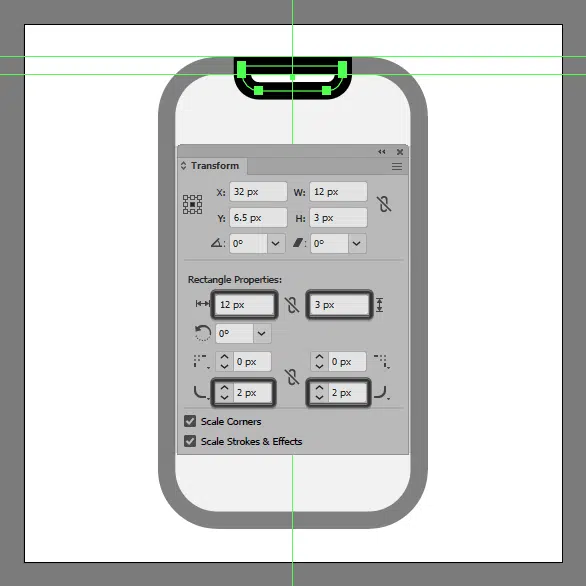 Transform
X: 32 px W: 12 px
Y: 6.5 px H: 3 px
0° 0°
Rectangle Properties:
12 px 3 px
0°
0 px 0 px
2 px 2 px
Scale Corners
Scale Strokes & Effects